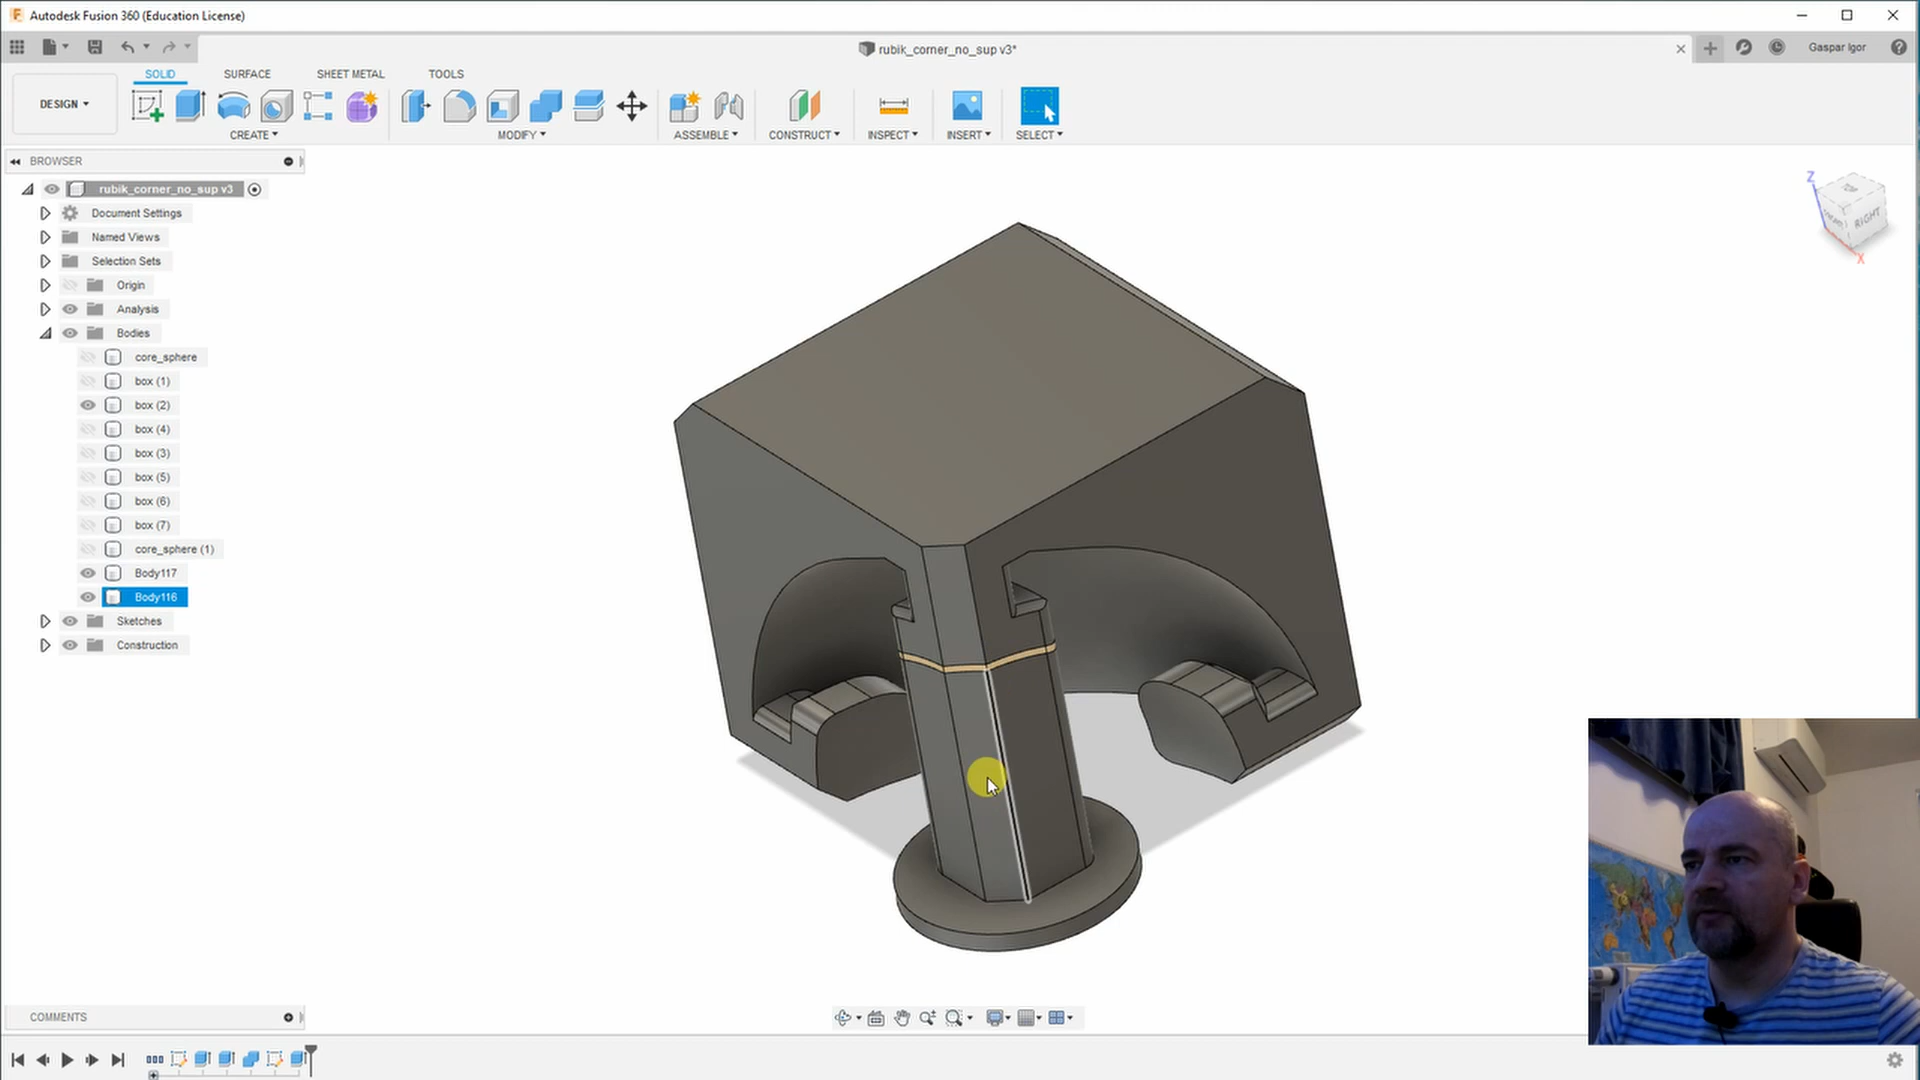 Autodesk Fusion 360 (Education License)
rubik_corner_no_sup v3*
Gaspar Igor
SOLID SURFACE SHEET METAL TOOLS
DESIGN
CREATE MODIFY ASSEMBLE CONSTRUCT INSPECT INSERT SELECT
BROWSER
rubik_corner_no_sup v3
Document Settings
Named Views
Selection Sets
Origin
Analysis
Bodies
core_sphere
box (1)
box (2)
box (4)
box (3)
box (5)
box (6)
box (7)
core_sphere (1)
Body117
Body116
Sketches
Construction
Z
RIGHT
X
COMMENTS